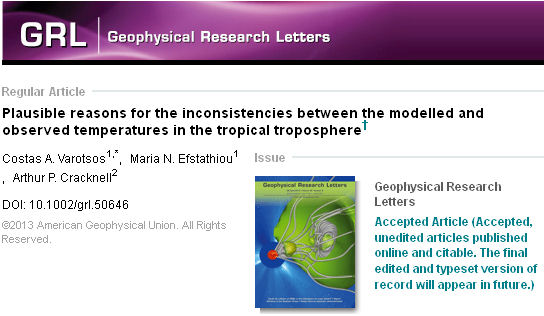 GRL Geophysical Research Letters
Regular Article
Plausible reasons for the inconsistencies between the modelled and
observed temperatures in the tropical troposphere†
Costas A. Varotsos1,*, Maria N. Efstathiou1
, Arthur P. Cracknell2
DOI: 10.1002/grl.50646
©2013 American Geophysical Union. All Rights
Reserved.
Issue
Geophysical Research Letters
Geophysical Research
Letters
Accepted Article (Accepted,
unedited articles published
online and citable. The final
edited and typeset version of
record will appear in future.)